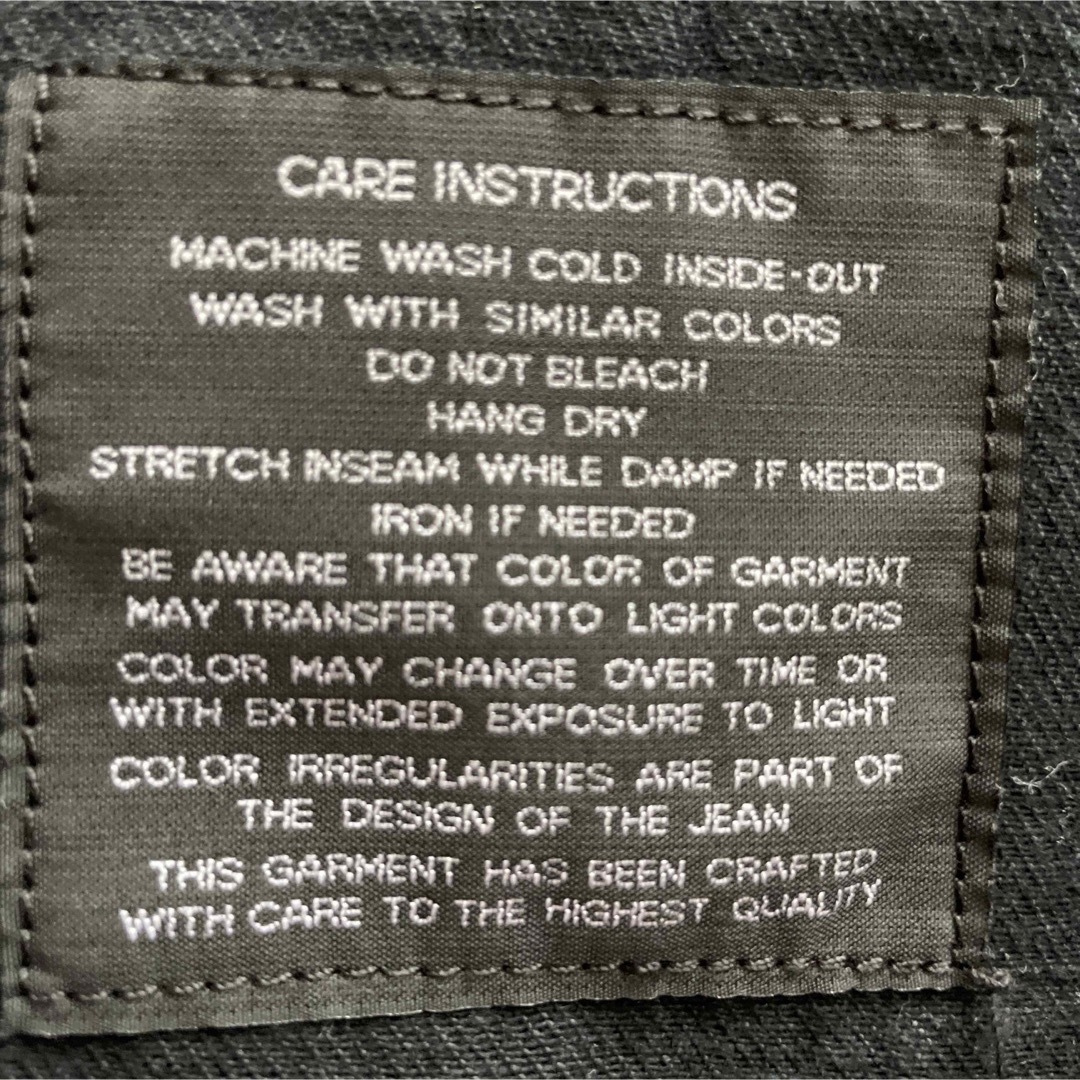 CARE INSTRUCTIONS
MACHINE WASH COLD INSIDE-OUT
WASH WITH SIMILAR COLORS
DO NOT BLEACH
HANG DRY
STRETCH INSEAM WHILE DAMP IF NEEDED
IRON IF NEEDED
BE AWARE THAT COLOR OF GARMENT
MAY TRANSFER ONTO LIGHT COLORS
COLOR MAY CHANGE OVER TIME OR
WITH EXTENDED EXPOSURE TO LIGHT
COLOR IRREGULARITIES ARE PART OF
THE DESIGN OF THE JEAN
THIS GARMENT HAS BEEN CRAFTED
WITH CARE TO THE HIGHEST QUALITY